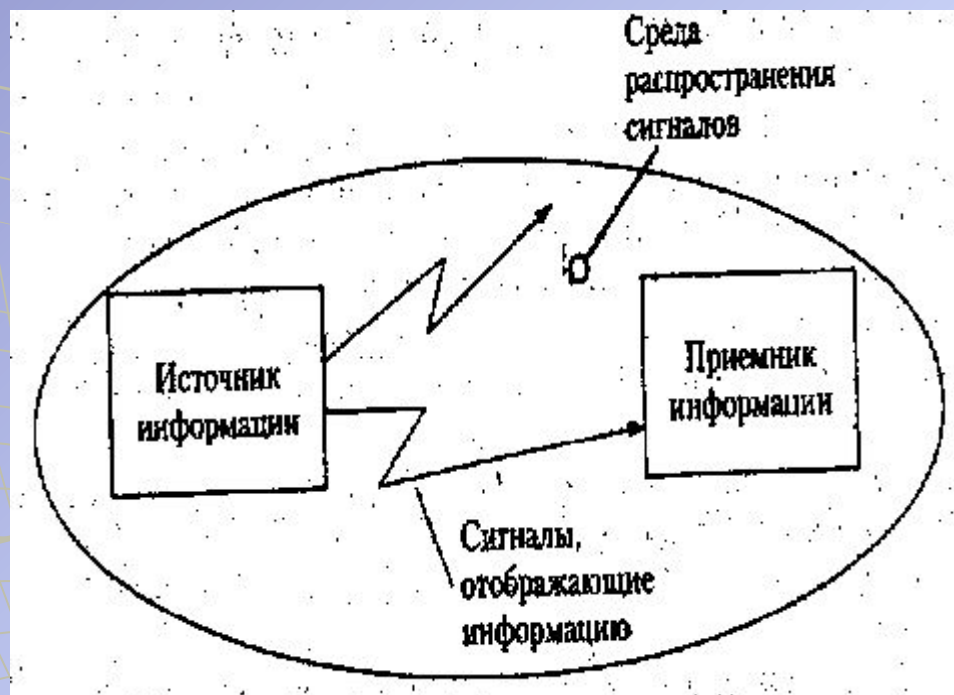 Среда
распространения
сигналов
Источник
информации
Приемник
информации
Сигналы,
отображающие
информацию